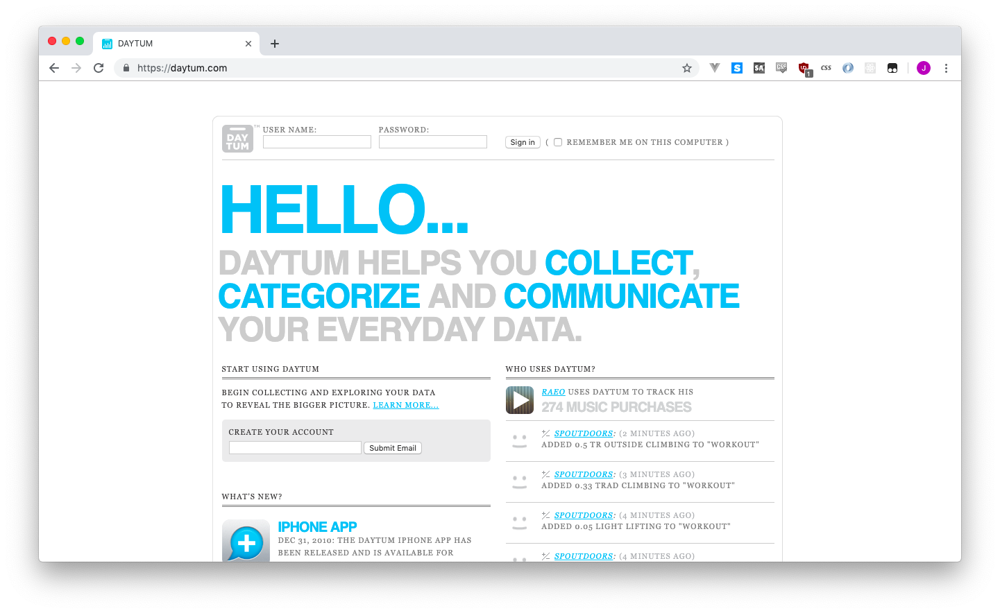 DAYTUM
https://daytum.com
1
css
J
DAY
TUM
™
USER NAME:
PASSWORD:
Sign in
( REMEMBER ME ON THIS COMPUTER )
HELLO...
DAYTUM HELPS YOU COLLECT,
CATEGORIZE AND COMMUNICATE
YOUR EVERYDAY DATA.
START USING DAYTUM
BEGIN COLLECTING AND EXPLORING YOUR DATA
TO REVEAL THE BIGGER PICTURE. LEARN MORE...
CREATE YOUR ACCOUNT
Submit Email
WHAT'S NEW?
IPHONE APP
DEC 31, 2010: THE DAYTUM IPHONE APP HAS
BEEN RELEASED AND IS AVAILABLE FOR
WHO USES DAYTUM?
RAEO USES DAYTUM TO TRACK HIS
274 MUSIC PURCHASES
SPOUTDOORS: (2 MINUTES AGO)
ADDED 0.5 TR OUTSIDE CLIMBING TO "WORKOUT"
SPOUTDOORS: (3 MINUTES AGO)
ADDED 0.33 TRAD CLIMBING TO "WORKOUT"
SPOUTDOORS: (4 MINUTES AGO)
ADDED 0.05 LIGHT LIFTING TO "WORKOUT"
SPOUTDOORS: (4 MINUTES AGO)